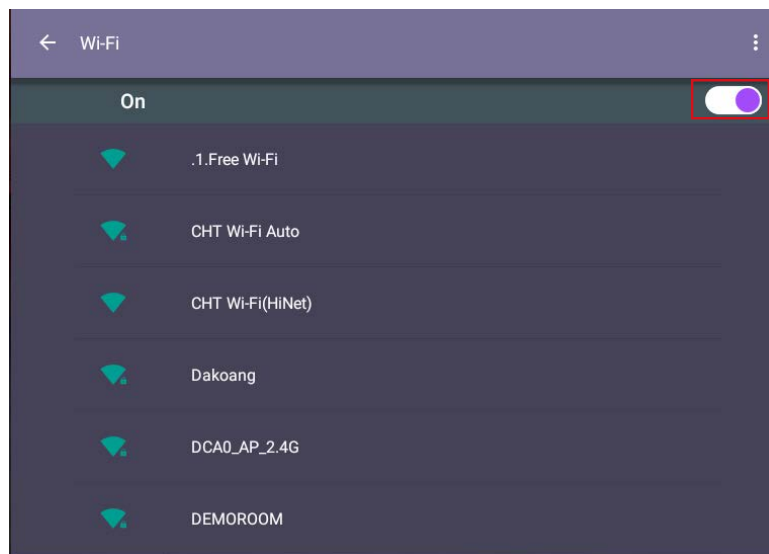 Wi-Fi
On
.1.Free Wi-Fi
CHT Wi-Fi Auto
CHT Wi-Fi(HiNet)
Dakoang
DCA0_AP_2.4G
DEMOROOM